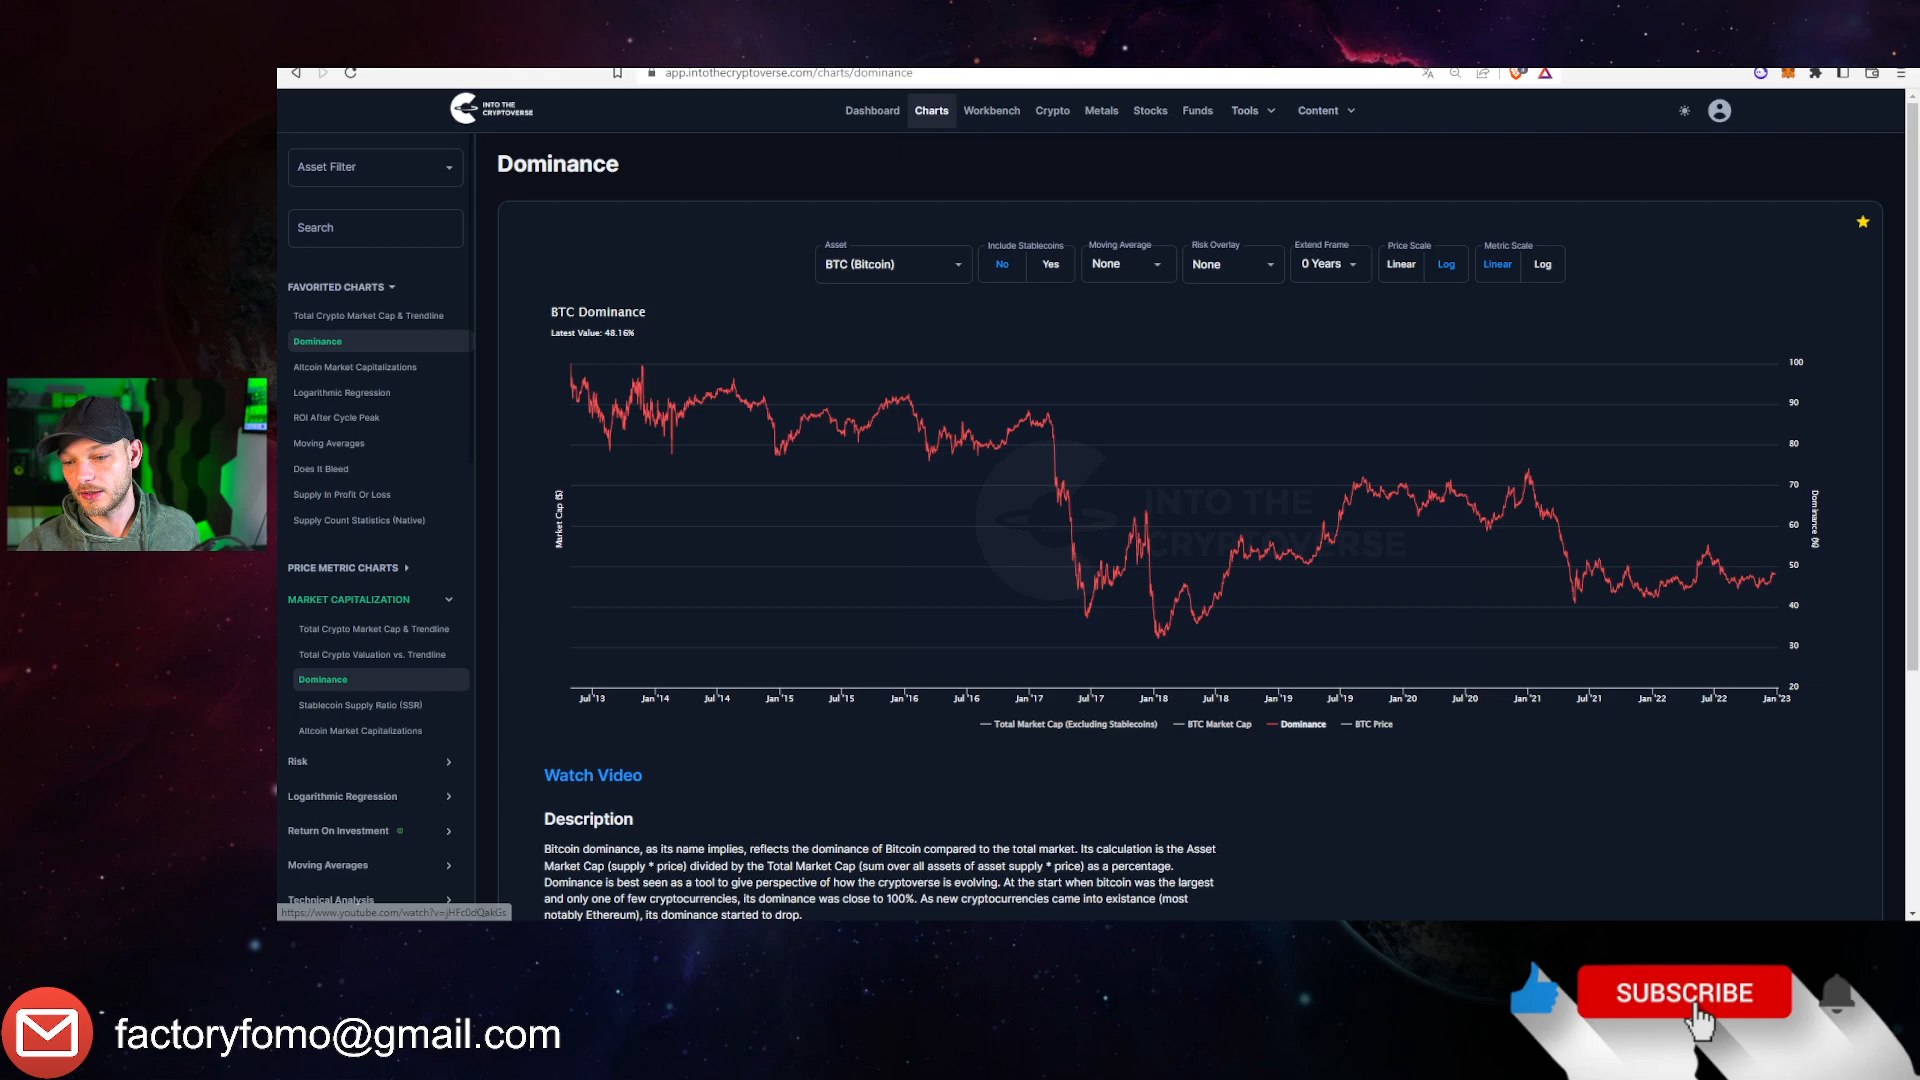 app.intothecryptoverse.com/charts/dominance
INTO THE
CRYPTOVERSE
Dashboard
Charts
Workbench
Crypto
Metals
Stocks
Funds
Tools
Content
Asset Filter
Search
FAVORITED CHARTS
Total Crypto Market Cap & Trendline
Dominance
Altcoin Market Capitalizations
Logarithmic Regression
ROI After Cycle Peak
Moving Averages
Does It Bleed
Supply In Profit Or Loss
Supply Count Statistics (Native)
PRICE METRIC CHARTS
MARKET CAPITALIZATION
Total Crypto Market Cap & Trendline
Total Crypto Valuation vs. Trendline
Dominance
Stablecoin Supply Ratio (SSR)
Altcoin Market Capitalizations
Risk
Logarithmic Regression
Return On Investment
Moving Averages
Technical Analysis
https://www.youtube.com/watch?v=jHFc0dQakGs
Dominance
Asset
BTC (Bitcoin)
Include Stablecoins
No Yes
Moving Average
None
Risk Overlay
None
Extend Frame
0 Years
Price Scale
Linear Log
Metric Scale
Linear Log
BTC Dominance
Latest Value: 48.16%
Market Cap ($)
INTO THE
CRYPTOVERSE
100
90
80
70
60
50
40
30
20
Dominance (%)
Jul '13 Jan '14 Jul '14 Jan '15 Jul '15 Jan '16 Jul '16 Jan '17 Jul '17 Jan '18 Jul '18 Jan '19 Jul '19 Jan '20 Jul '20 Jan '21 Jul '21 Jan '22 Jul '22 Jan '23
Total Market Cap (Excluding Stablecoins) BTC Market Cap Dominance BTC Price
Watch Video
Description
Bitcoin dominance, as its name implies, reflects the dominance of Bitcoin compared to the total market. Its calculation is the Asset
Market Cap (supply * price) divided by the Total Market Cap (sum over all assets of asset supply * price) as a percentage.
Dominance is best seen as a tool to give perspective of how the cryptoverse is evolving. At the start when bitcoin was the largest
and only one of few cryptocurrencies, its dominance was close to 100%. As new cryptocurrencies came into existance (most
notably Ethereum), its dominance started to drop.
factoryfomo@gmail.com
SUBSCRIBE